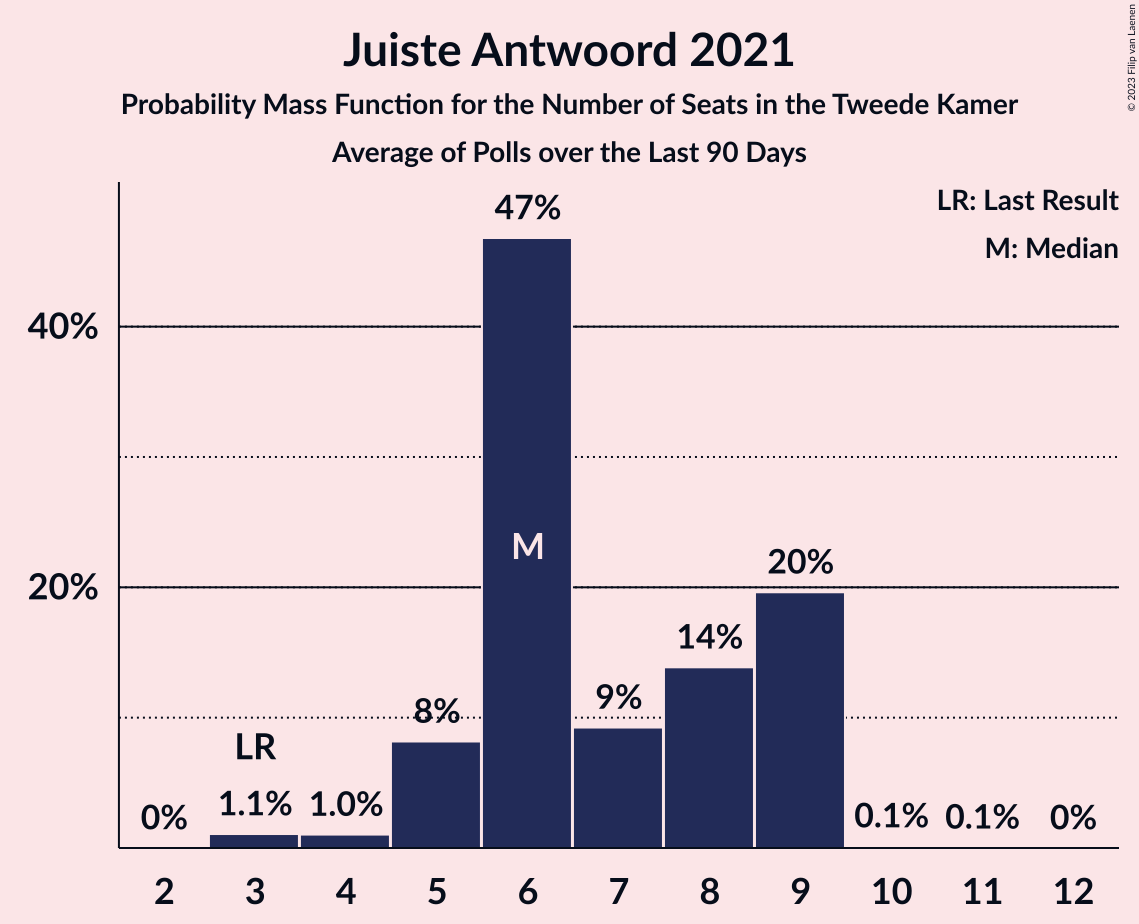 Juiste Antwoord 2021
Probability Mass Function for the Number of Seats in the Tweede Kamer
Average of Polls over the Last 90 Days
© 2023 Filip van Laenen
LR: Last Result
M: Median
47%
40%
M
20%
20%
14%
9%
8%
LR
1.1%
1.0%
0%
0.1%
0.1%
0%
2 3 4 5 6 7 8 9 10 11 12